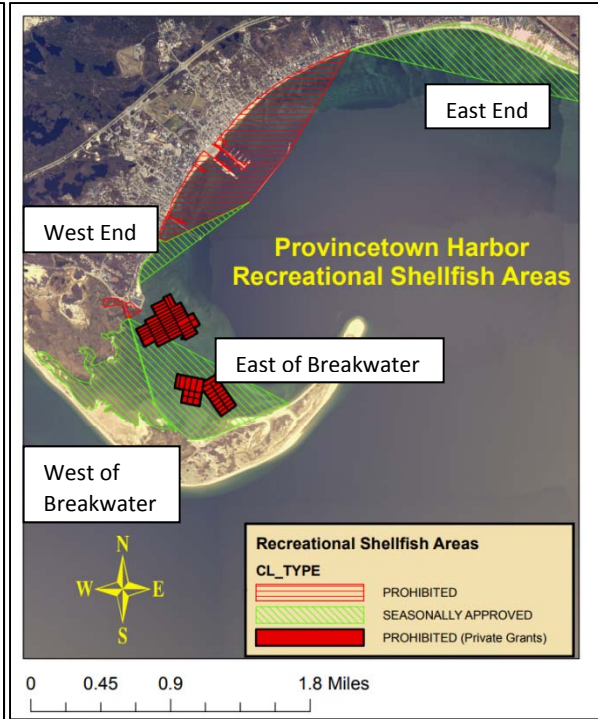 East End
West End
Provincetown Harbor
Recreational Shellfish Areas
East of Breakwater
West of
Breakwater
N
W E
S
Recreational Shellfish Areas
CL_TYPE
PROHIBITED
SEASONALLY APPROVED
PROHIBITED (Private Grants)
0 0.45 0.9 1.8 Miles